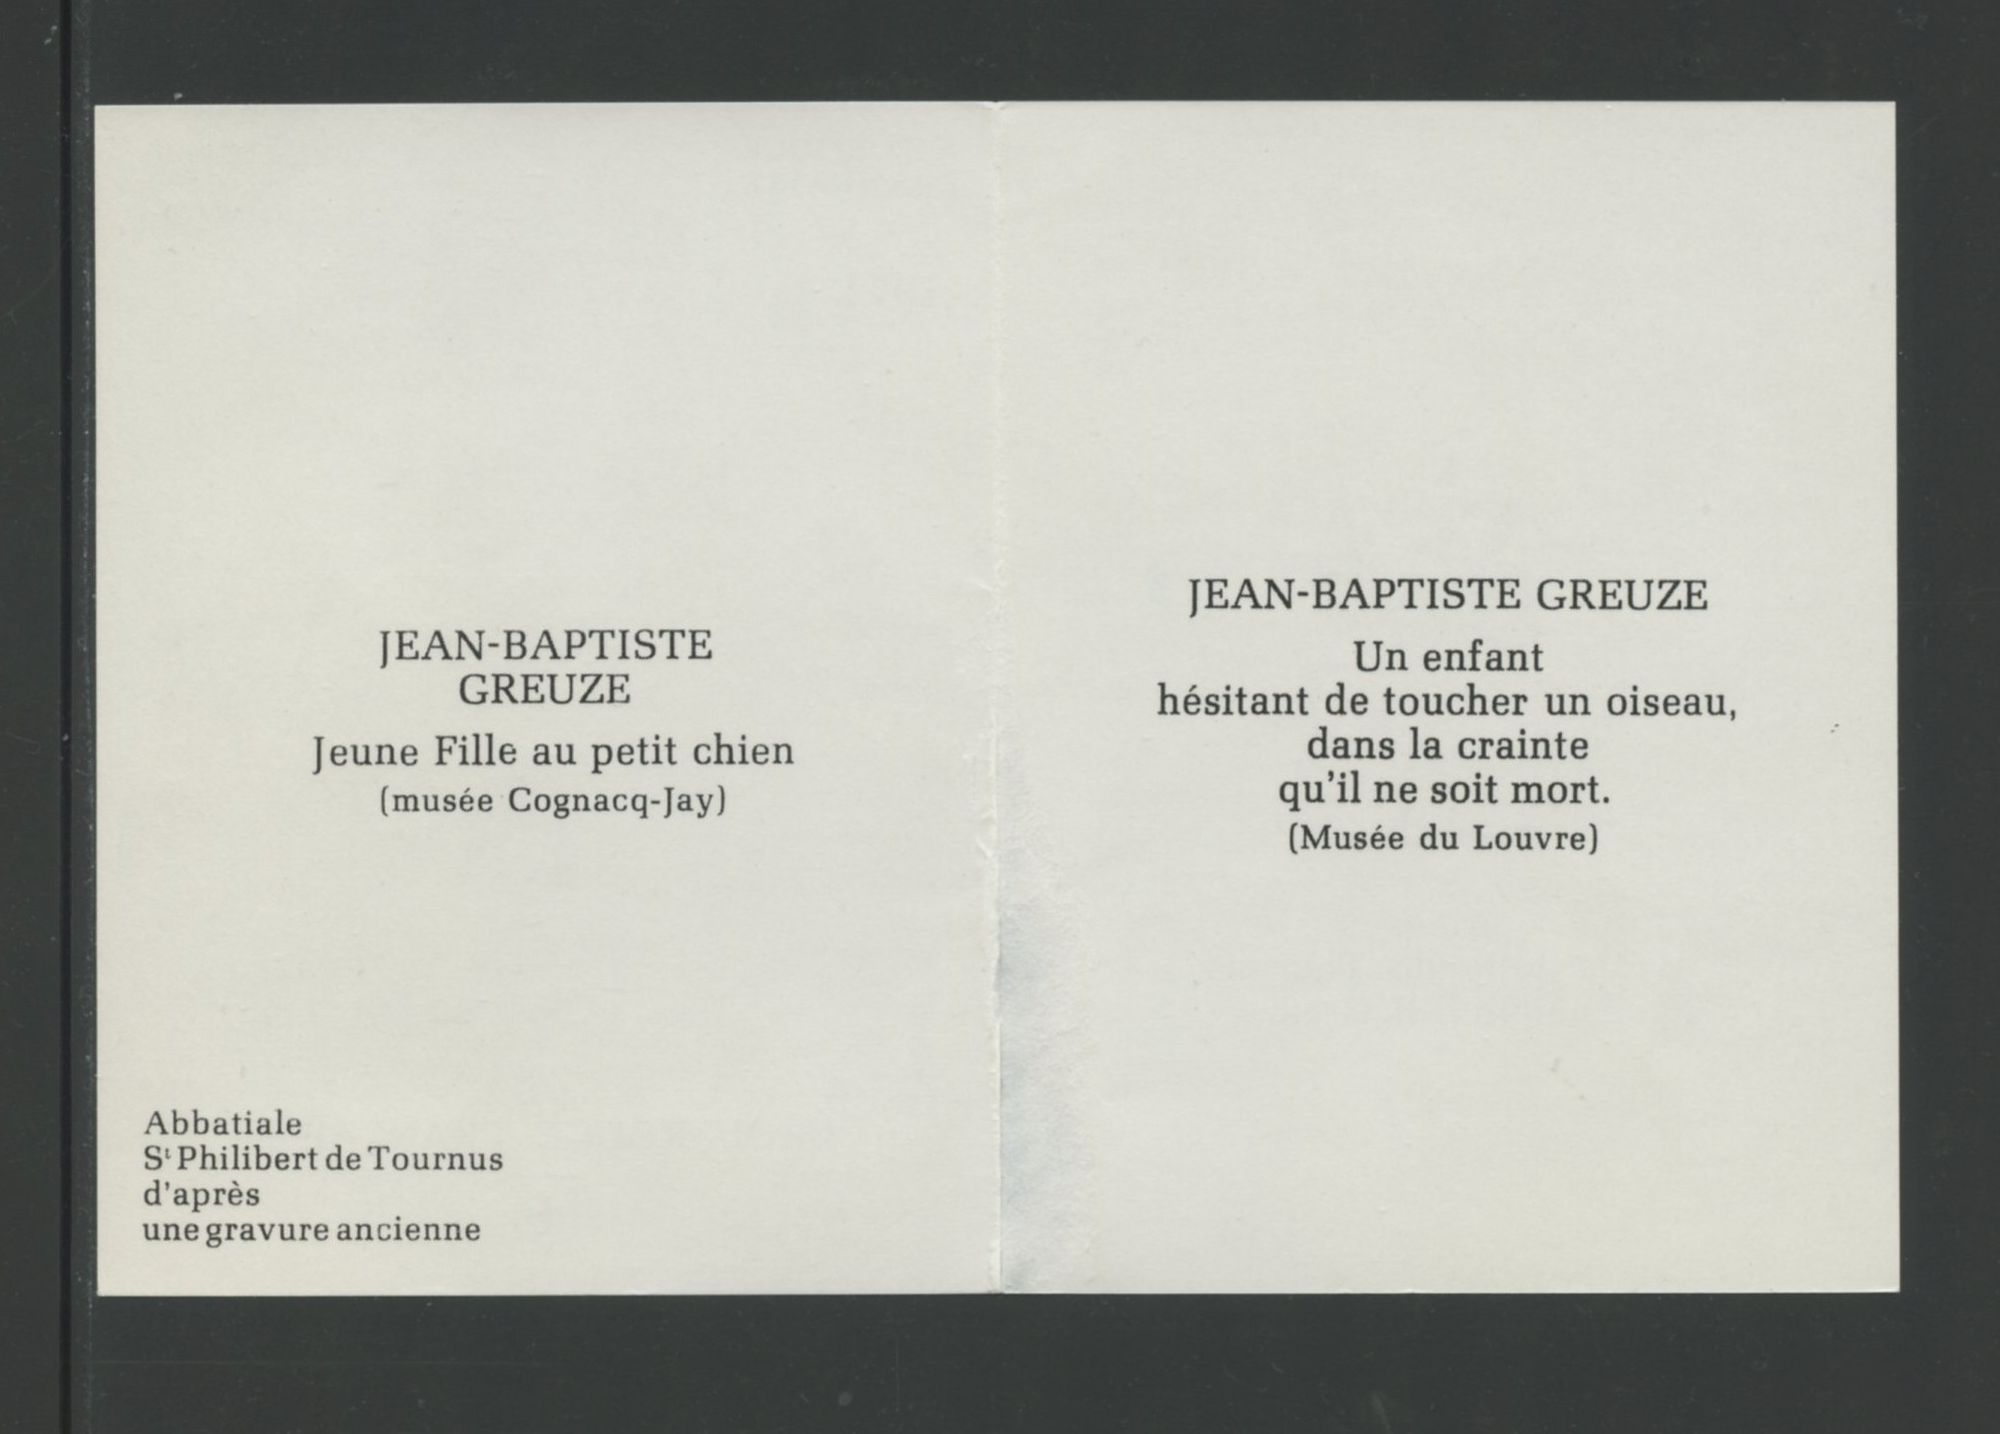 JEAN-BAPTISTE
GREUZE
Jeune Fille au petit chien
(musée Cognacq-Jay)
Abbatiale
Sᵗ Philibert de Tournus
d'après
une gravure ancienne
JEAN-BAPTISTE GREUZE
Un enfant
hésitant de toucher un oiseau,
dans la crainte
qu'il ne soit mort.
(Musée du Louvre)